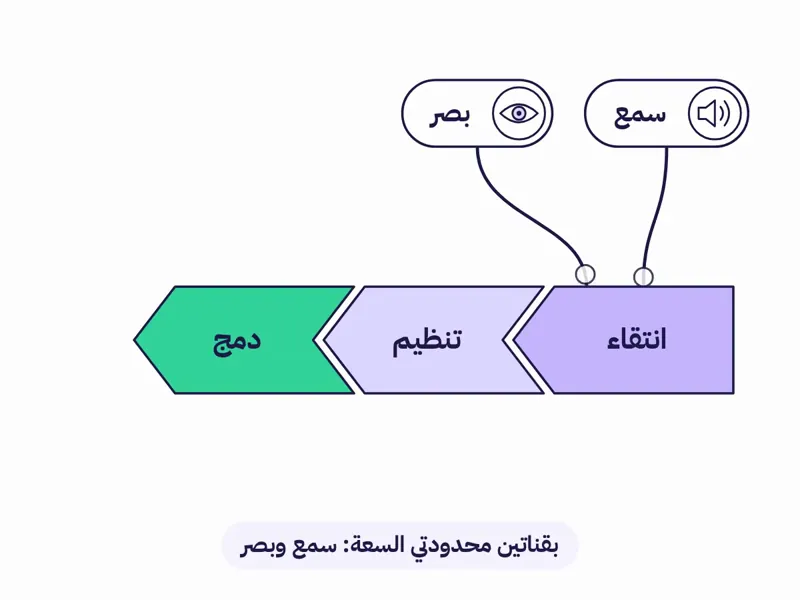 سمع
بصر
انتقاء
تنظيم
دمج
بقناتين محدودتي السعة: سمع وبصر